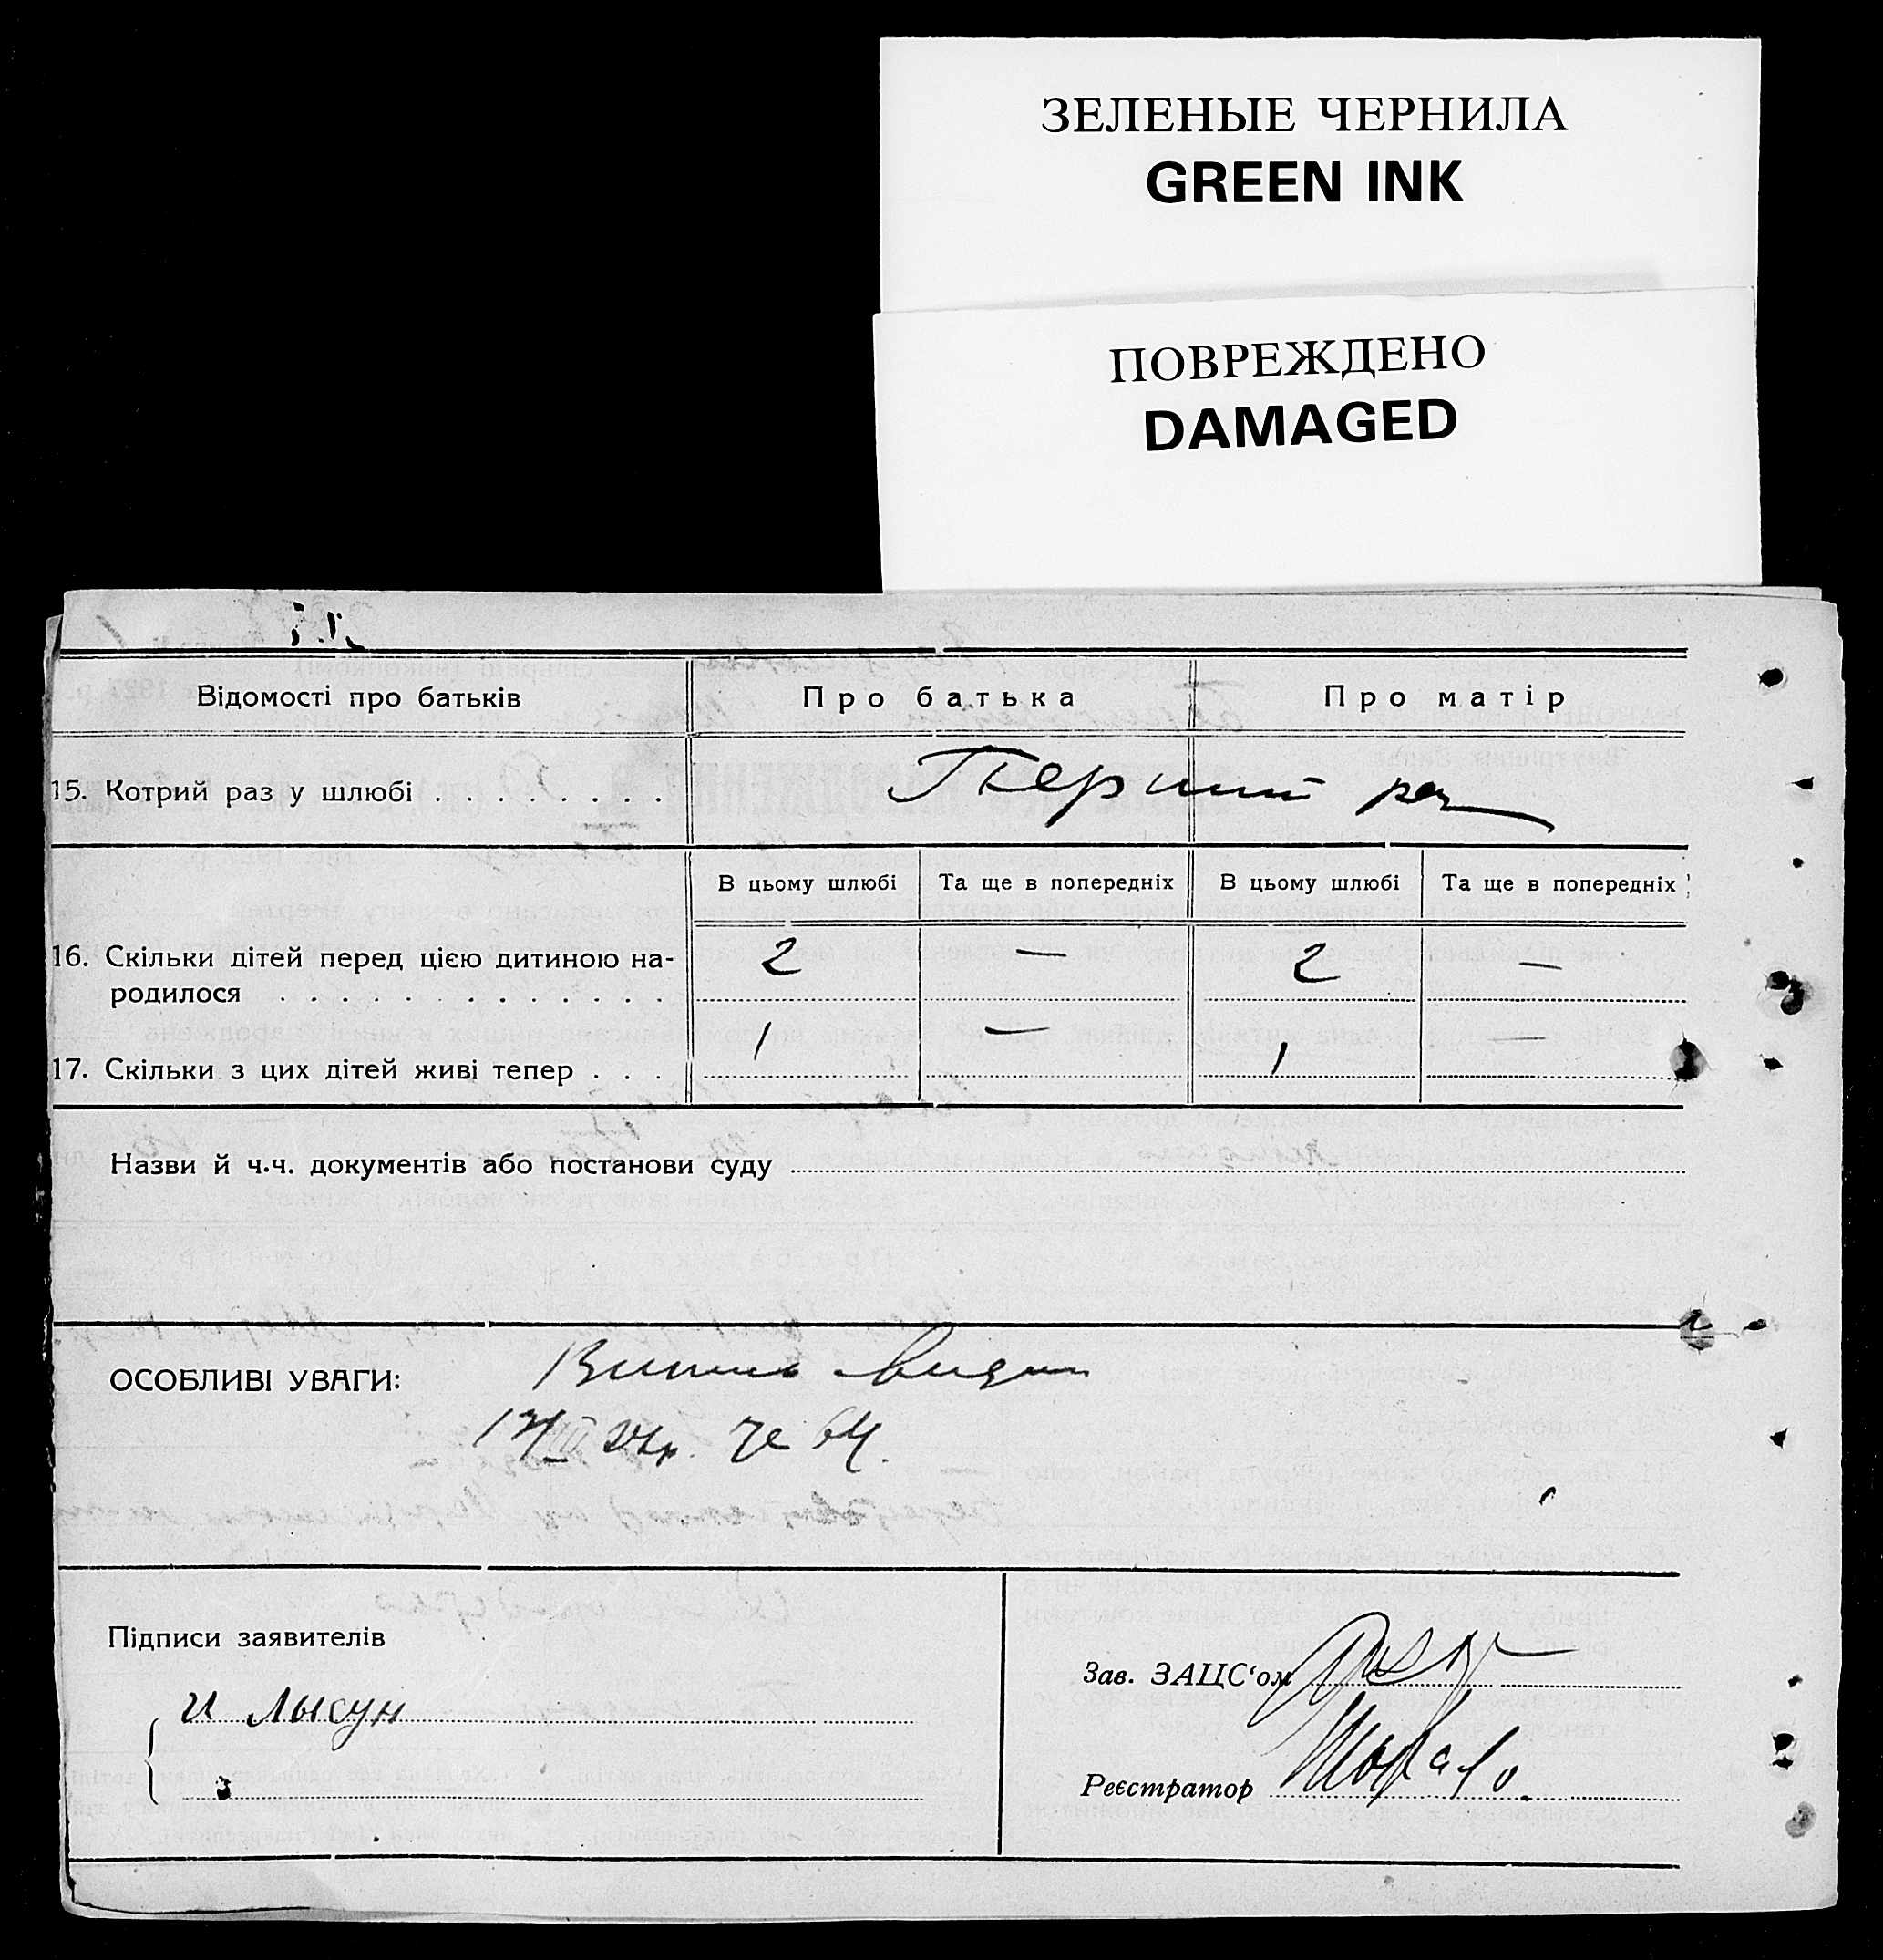 ЗЕЛЕНЫЕ ЧЕРНИЛА
GREEN INK
ПОВРЕЖДЕНО
DAMAGED
Відомості про батьків Про батька Про матір
15. Котрий раз у шлюбі . . . . . . . . Перший раз
В цьому шлюбі Та ще в попередніх В цьому шлюбі Та ще в попередніх
16. Скільки дітей перед цією дитиною на- 2 — 2 —
родилося . . . . . . . . . . . . .
1 — 1 —
17. Скільки з цих дітей живі тепер . . .
Назви й ч.ч. документів або постанови суду
ОСОБЛИВІ УВАГИ:
Підписи заявителів
Зав. ЗАЦС‘ом
и лысун
Реєстратор